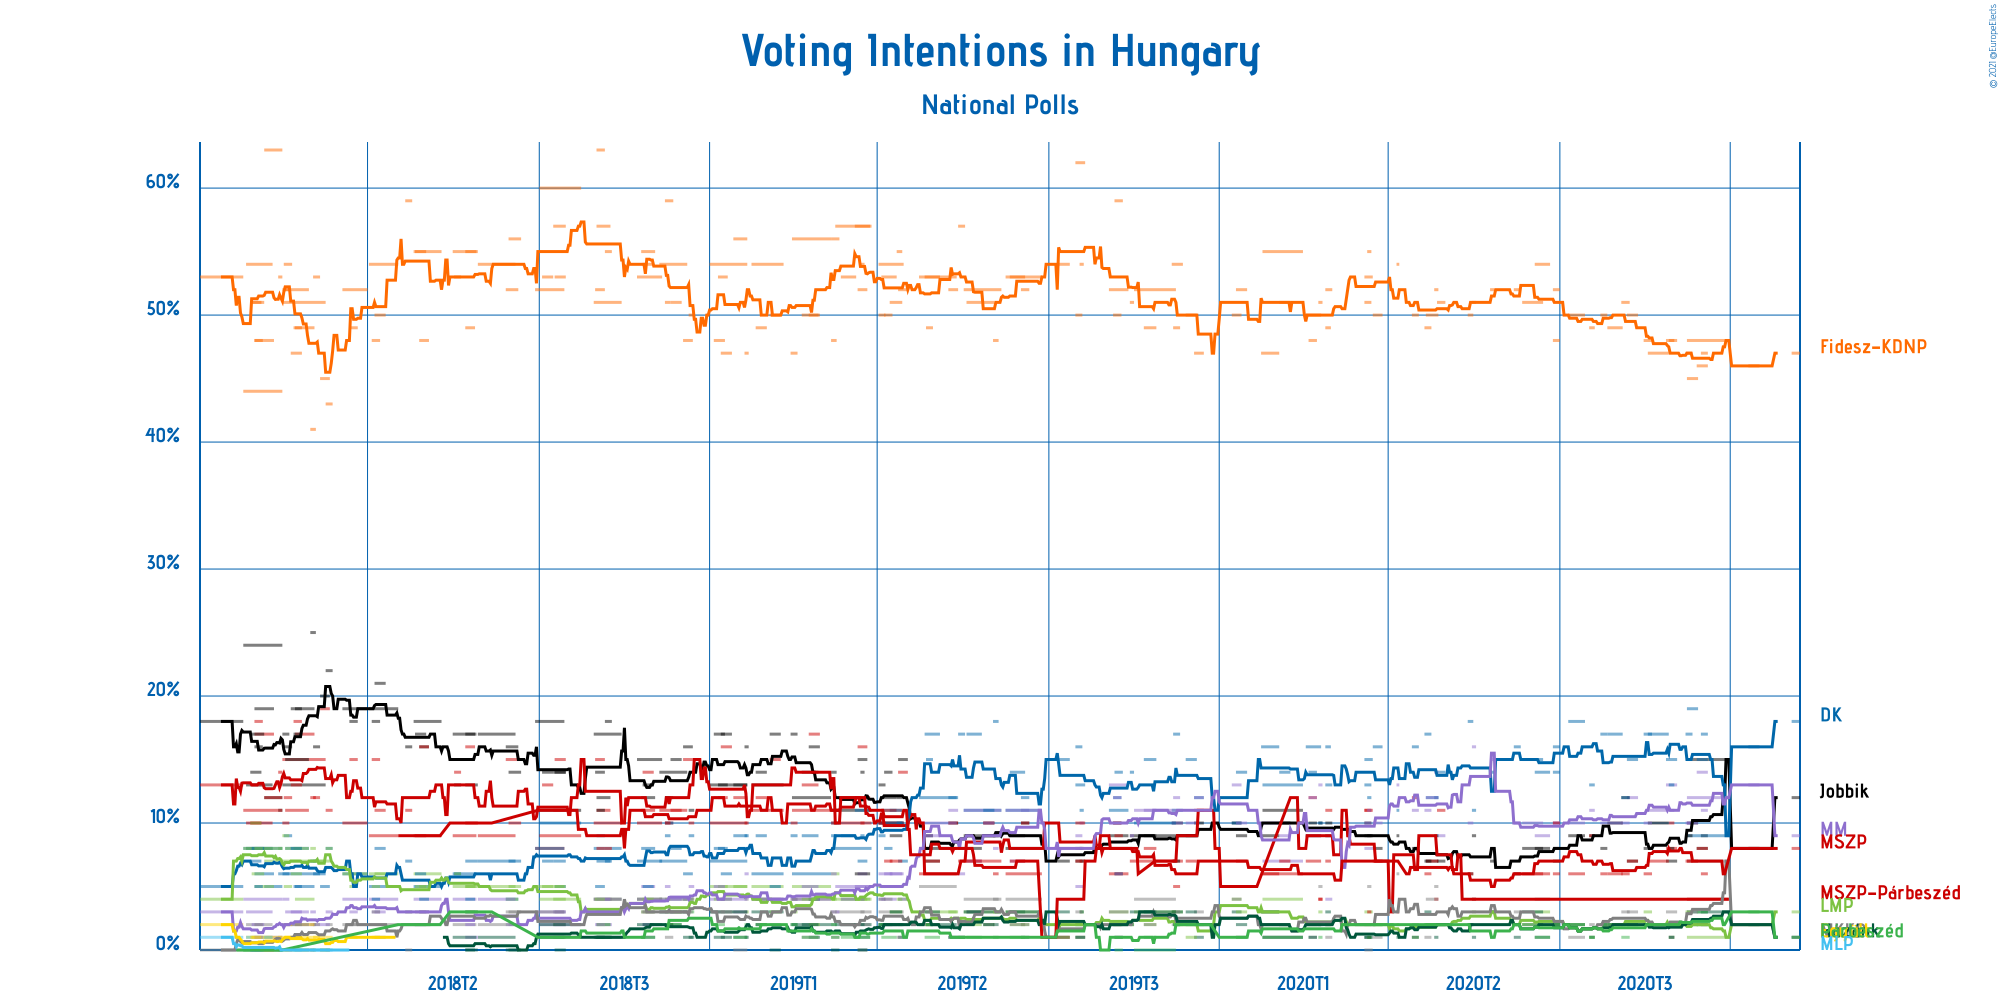 © 2021 @EuropeElects
Voting Intentions in Hungary
National Polls
60%
50%
40%
30%
20%
10%
0%
Fidesz-KDNP
DK
Jobbik
MM
MSZP
MSZP-Párbeszéd
LMP
MLP
2018T2
2018T3
2019T1
2019T2
2019T3
2020T1
2020T2
2020T3